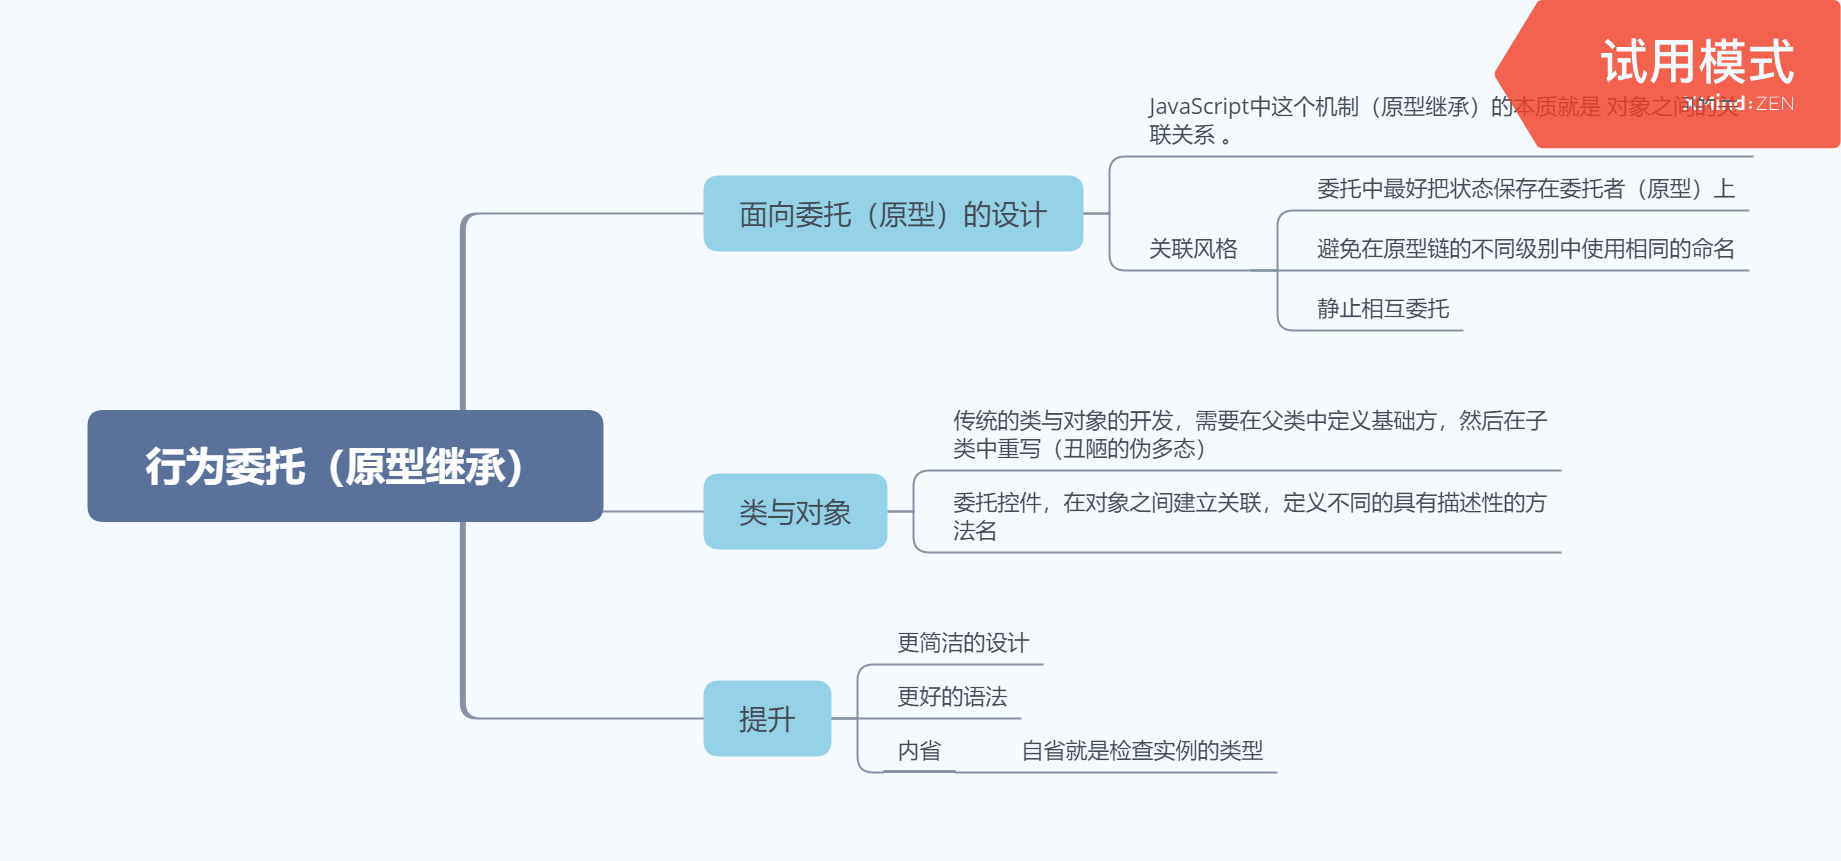 试用模式
XMind:ZEN
JavaScript中这个机制（原型继承）的本质就是 对象之间的关
联关系 。
面向委托（原型）的设计
委托中最好把状态保存在委托者（原型）上
关联风格
避免在原型链的不同级别中使用相同的命名
静止相互委托
行为委托（原型继承）
类与对象
传统的类与对象的开发，需要在父类中定义基础方，然后在子
类中重写（丑陋的伪多态）
委托控件，在对象之间建立关联，定义不同的具有描述性的方
法名
提升
更简洁的设计
更好的语法
内省
自省就是检查实例的类型